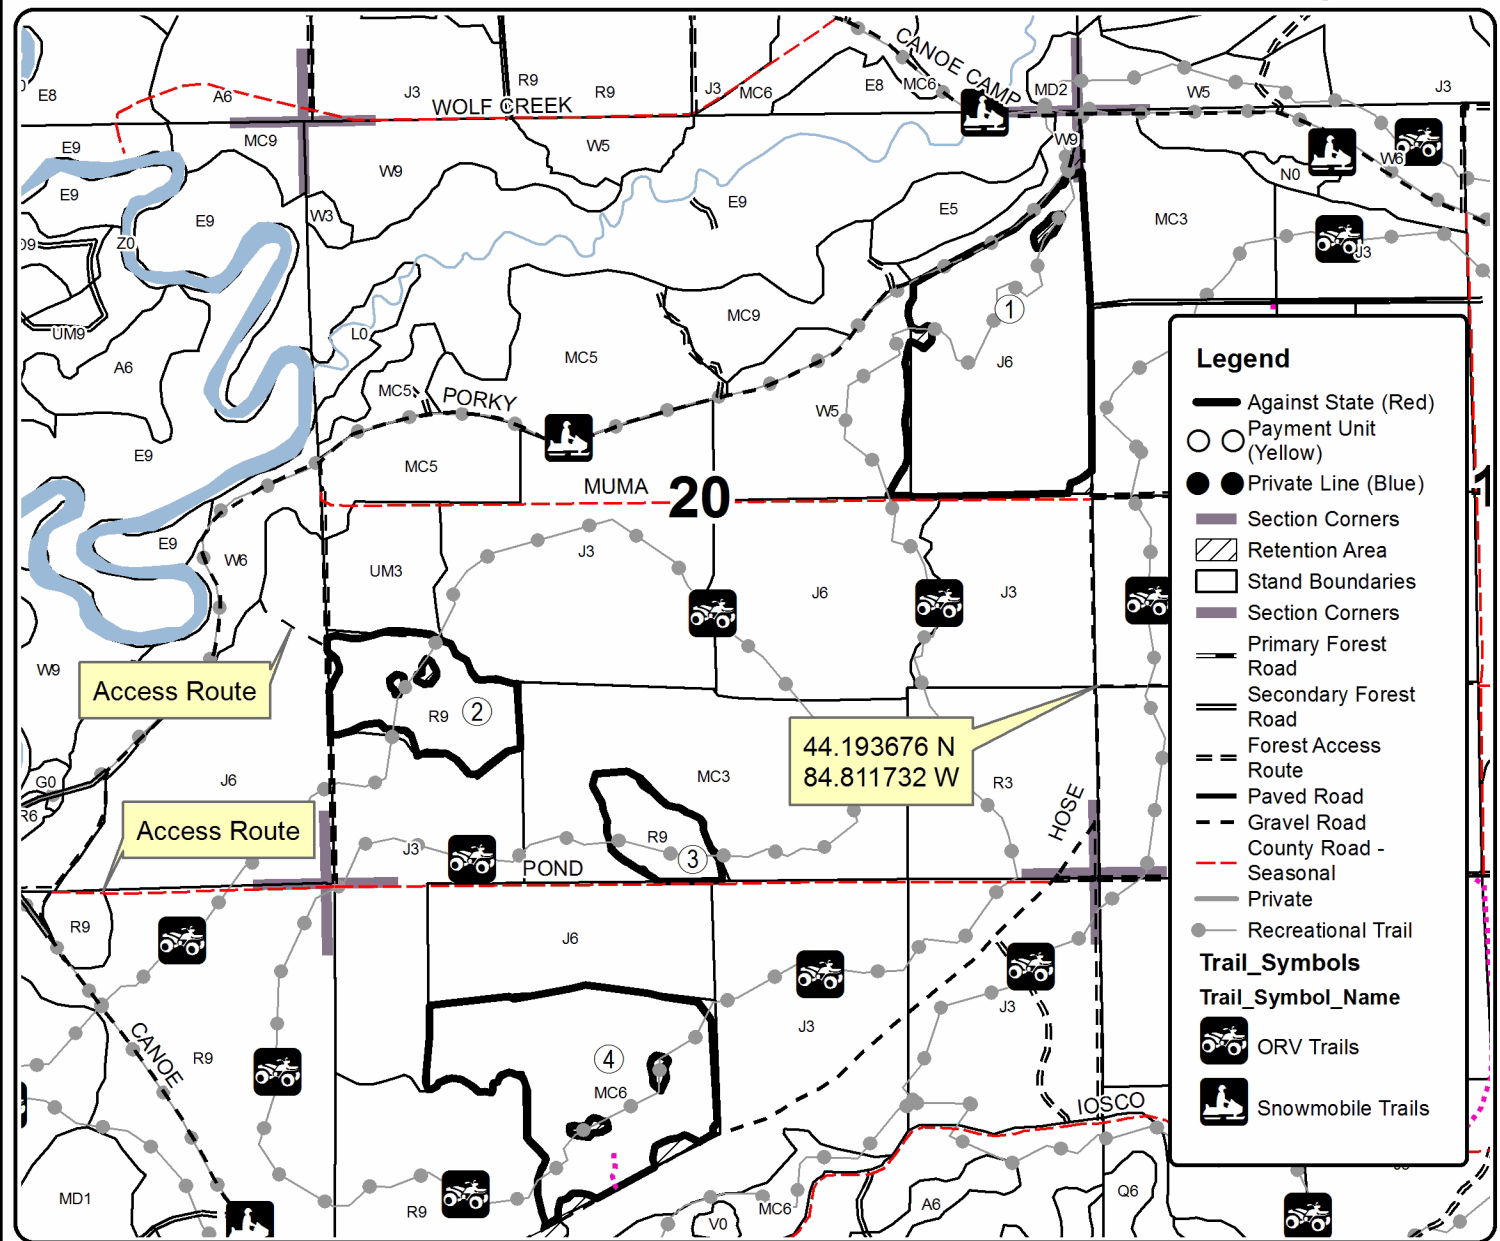 E8
A6
J3
R9
R9
J3
MC6
E8
MC6
CANOE CAMP
MD2
W5
J3
WOLF CREEK
MC9
W9
W5
W9
N0
W6
E9
E9
E9
Z0
W3
E9
E5
MC3
J3
UM9
L0
MC9
1
A6
MC5
J6
MC5
PORKY
W5
E9
MC5
MUMA
20
E9
W6
UM3
J3
J6
J3
W9
Access Route
R9
2
44.193676 N
84.811732 W
G0
J6
MC3
R3
HOSE
R6
Access Route
J3
R9
3
POND
R9
J6
CANOE
R9
J3
J3
4
MC6
IOSCO
MD1
R9
V0
MC6
A6
Q6
Legend
Against State (Red)
Payment Unit
(Yellow)
Private Line (Blue)
Section Corners
Retention Area
Stand Boundaries
Section Corners
Primary Forest
Road
Secondary Forest
Road
Forest Access
Route
Paved Road
Gravel Road
County Road -
Seasonal
Private
Recreational Trail
Trail_Symbols
Trail_Symbol_Name
ORV Trails
Snowmobile Trails